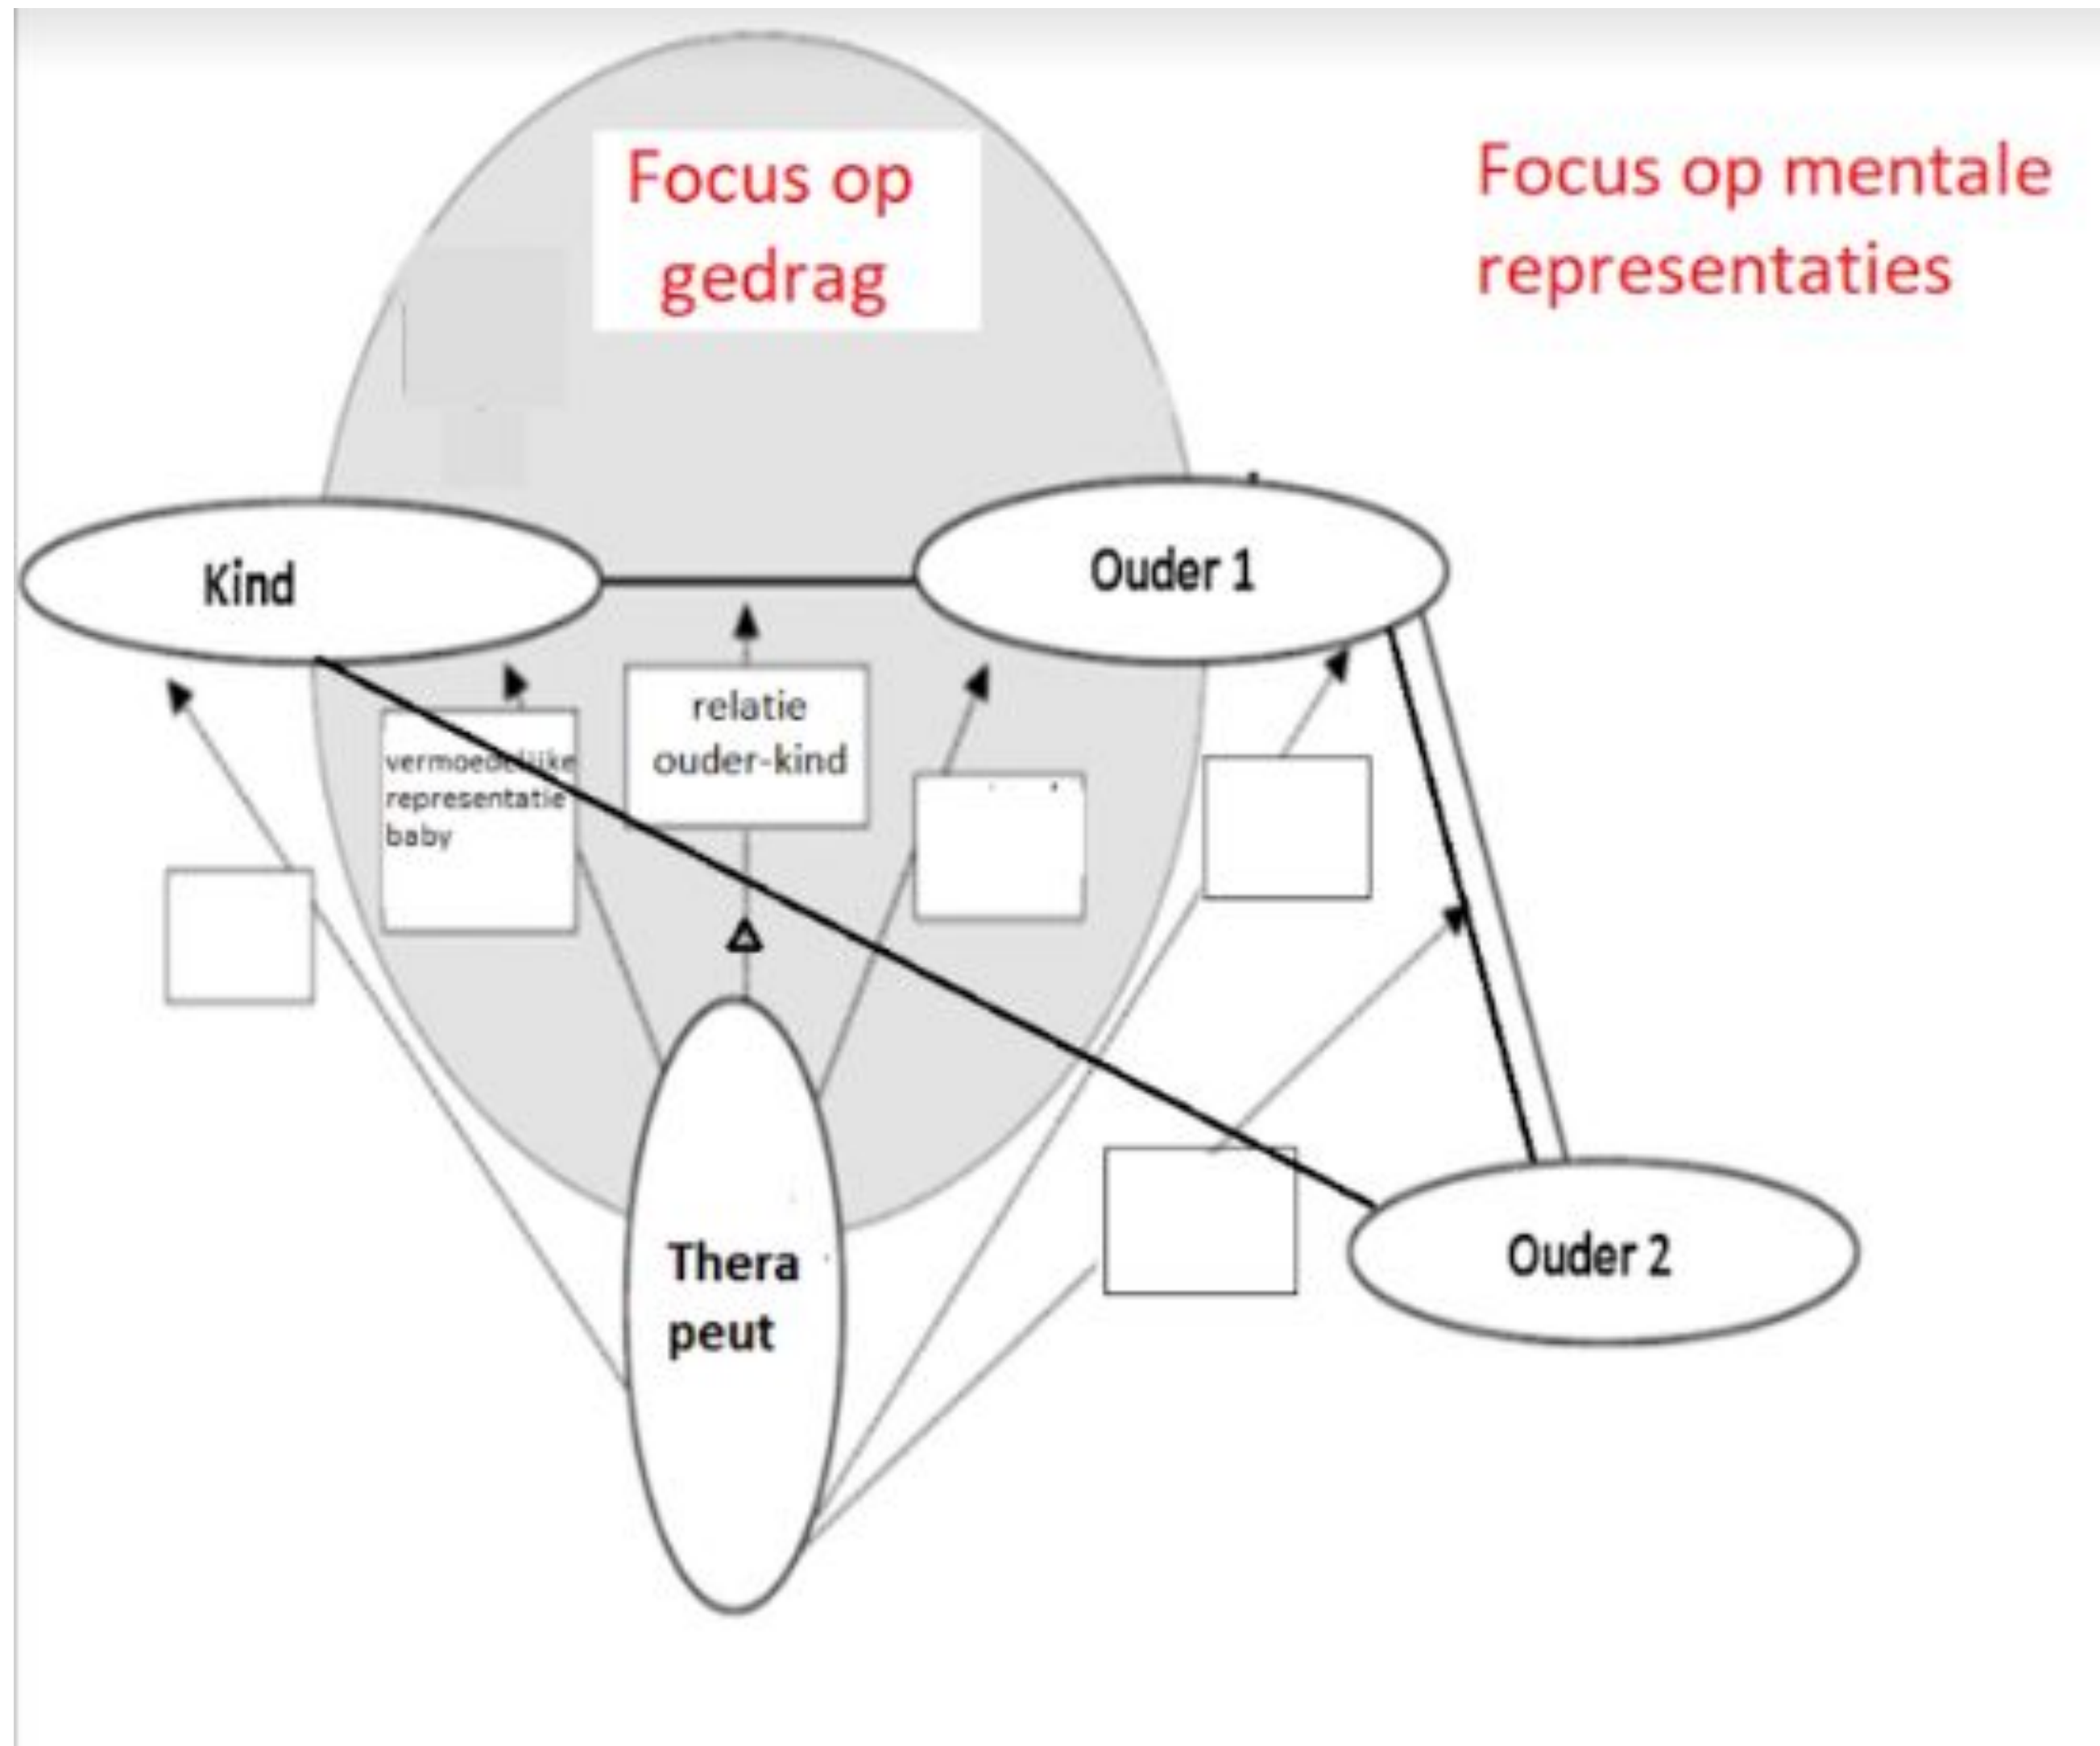 Focus op
gedrag
Focus op mentale
representaties
Kind
Ouder 1
relatie
ouder-kind
vermoedelijke
representatie
baby
Thera
peut
Ouder 2